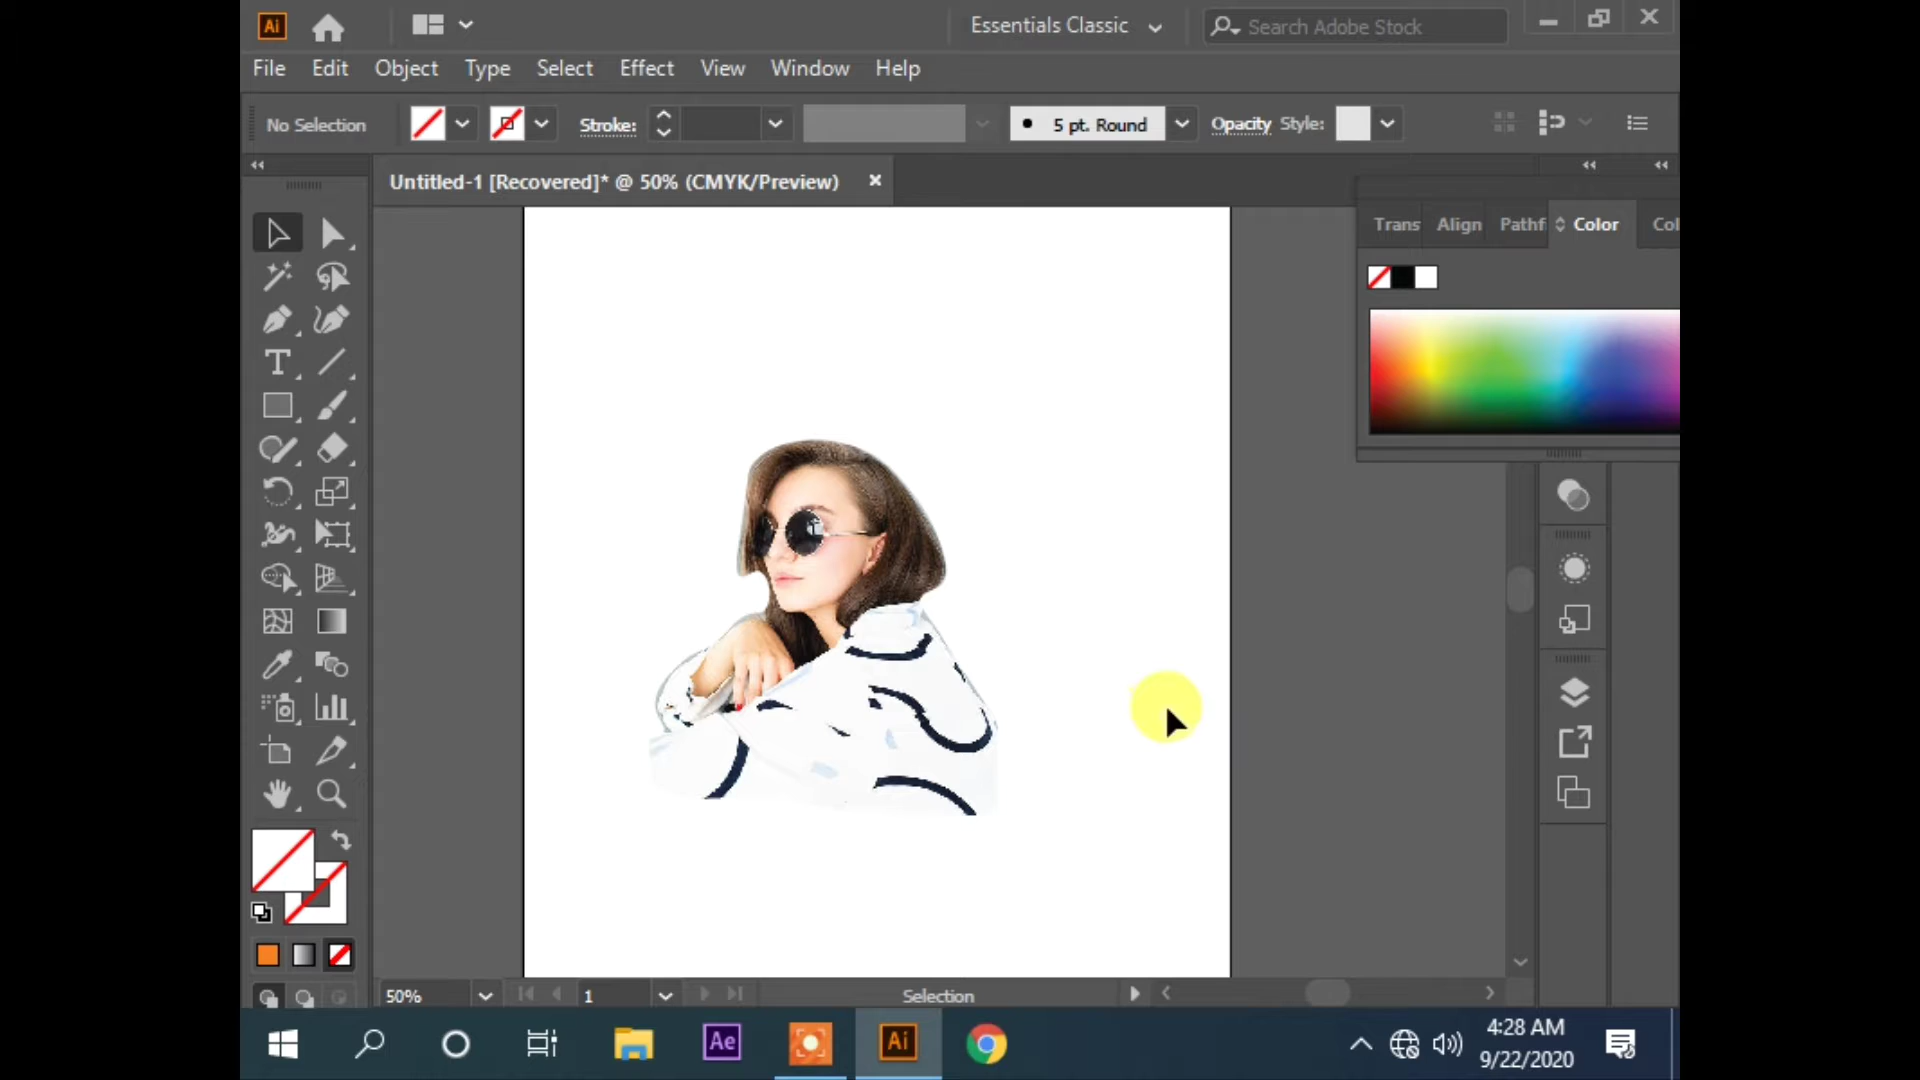 Ai
Essentials Classic
Search Adobe Stock
File Edit Object Type Select Effect View Window Help
No Selection
Stroke:
5 pt. Round
Opacity Style:
Untitled-1 [Recovered]* @ 50% (CMYK/Preview)
Trans Align Pathf Color Col
T
50%
1
Selection
Ae
Ai
4:28 AM
9/22/2020